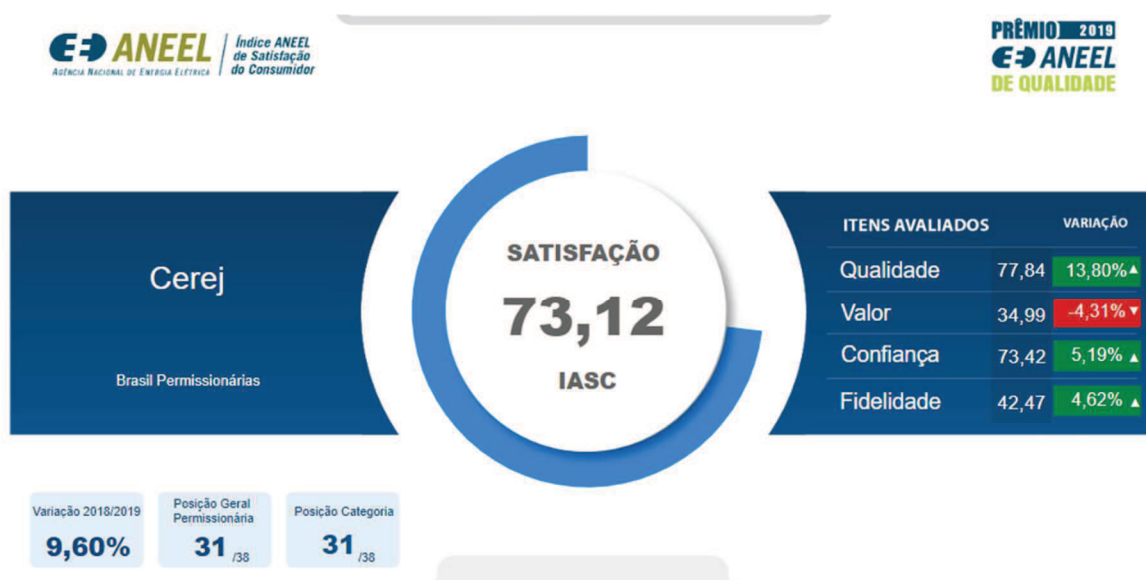 ANEEL
AGÊNCIA NACIONAL DE ENERGIA ELÉTRICA
Índice ANEEL
de Satisfação
do Consumidor
PRÊMIO 2019
ANEEL
DE QUALIDADE
Cerej
Brasil Permissionárias
SATISFAÇÃO
73,12
IASC
ITENS AVALIADOS VARIAÇÃO
Qualidade 77,84 13,80% ▲
Valor 34,99 -4,31% ▼
Confiança 73,42 5,19% ▲
Fidelidade 42,47 4,62% ▲
Variação 2018/2019
9,60%
Posição Geral
Permissionária
31 /38
Posição Categoria
31 /38